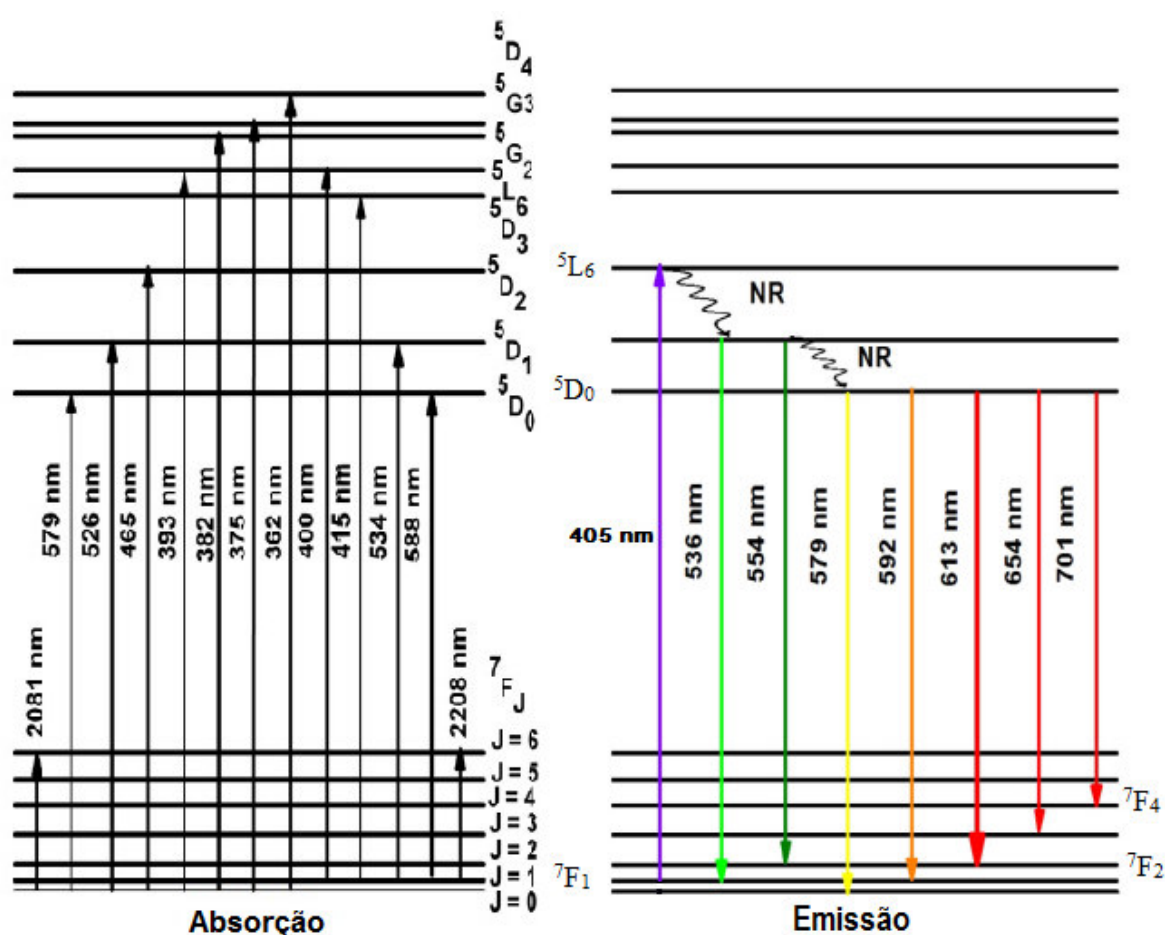 ⁵D₄
⁵G3
⁵G₂
⁵L₆
⁵D₃
⁵D₂
⁵D₁
⁵D₀
579 nm
526 nm
465 nm
393 nm
382 nm
375 nm
362 nm
400 nm
415 nm
534 nm
588 nm
2081 nm
2208 nm
⁷F_J
J = 6
J = 5
J = 4
J = 3
J = 2
J = 1
J = 0
Absorção
⁵L₆
NR
NR
⁵D₀
405 nm
536 nm
554 nm
579 nm
592 nm
613 nm
654 nm
701 nm
⁷F₄
⁷F₂
⁷F₁
Emissão